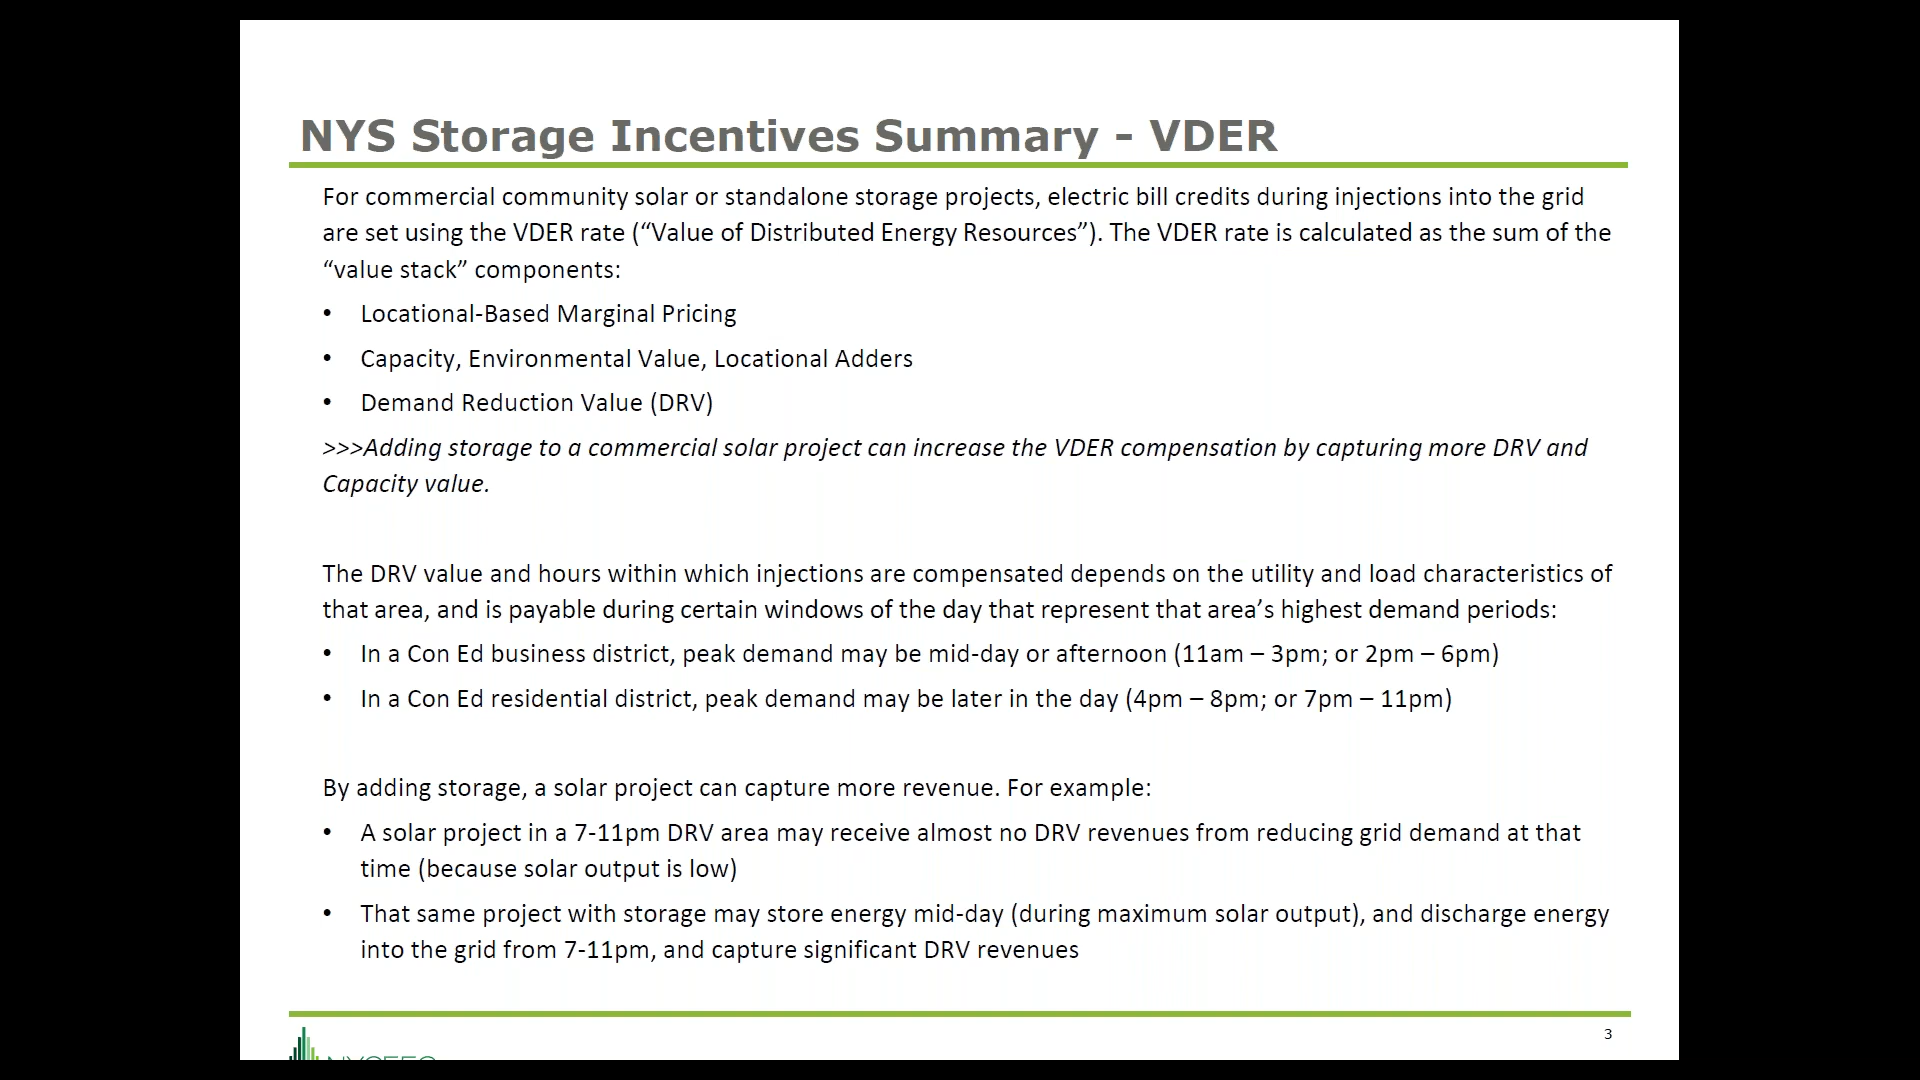 NYS Storage Incentives Summary - VDER
For commercial community solar or standalone storage projects, electric bill credits during injections into the grid
are set using the VDER rate (“Value of Distributed Energy Resources”). The VDER rate is calculated as the sum of the
“value stack” components:
• Locational-Based Marginal Pricing
• Capacity, Environmental Value, Locational Adders
• Demand Reduction Value (DRV)
>>>Adding storage to a commercial solar project can increase the VDER compensation by capturing more DRV and
Capacity value.
The DRV value and hours within which injections are compensated depends on the utility and load characteristics of
that area, and is payable during certain windows of the day that represent that area’s highest demand periods:
• In a Con Ed business district, peak demand may be mid-day or afternoon (11am – 3pm; or 2pm – 6pm)
• In a Con Ed residential district, peak demand may be later in the day (4pm – 8pm; or 7pm – 11pm)
By adding storage, a solar project can capture more revenue. For example:
• A solar project in a 7-11pm DRV area may receive almost no DRV revenues from reducing grid demand at that
time (because solar output is low)
• That same project with storage may store energy mid-day (during maximum solar output), and discharge energy
into the grid from 7-11pm, and capture significant DRV revenues
3